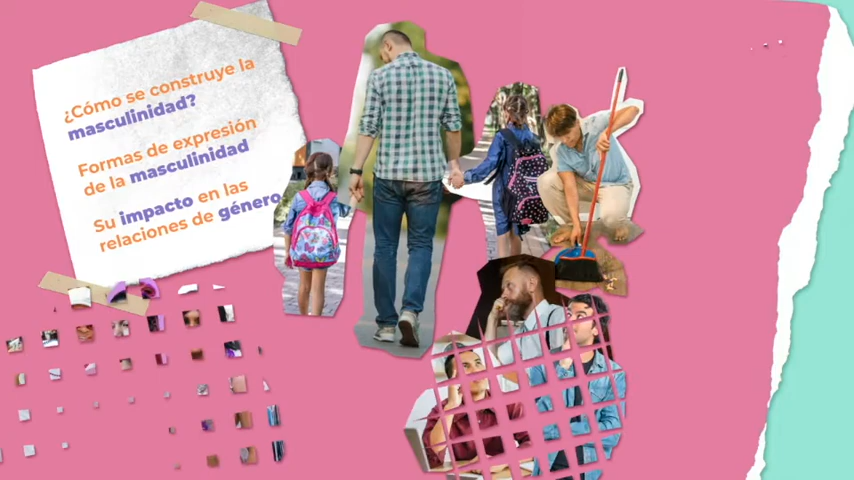 ¿Cómo se construye la
masculinidad?
Formas de expresión
de la masculinidad
Su impacto en las
relaciones de género